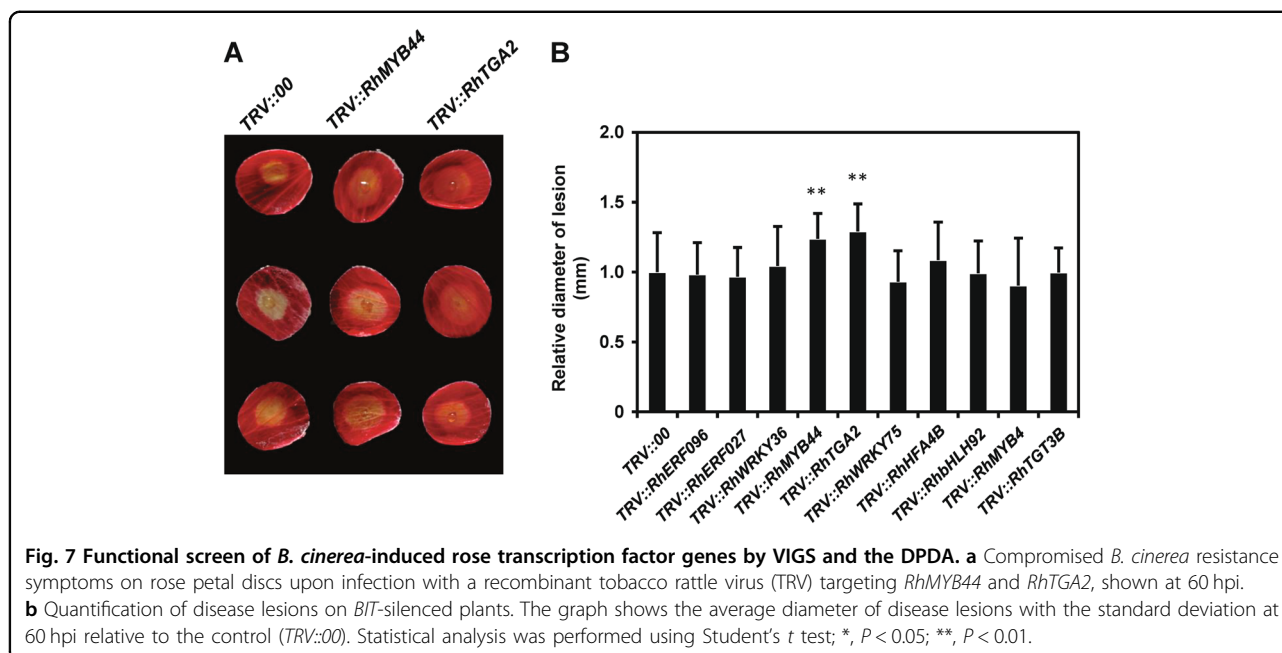 A
B
TRV::00
TRV::RhMYB44
TRV::RhTGA2
Relative diameter of lesion
(mm)
2.0
1.5
1.0
0.5
0
**
**
TRV::00
TRV::RhERF096
TRV::RhERF027
TRV::RhWRKY36
TRV::RhMYB44
TRV::RhTGA2
TRV::RhWRKY75
TRV::RhHFA4B
TRV::RhbHLH92
TRV::RhMYB4
TRV::RhTGT3B
Fig. 7 Functional screen of B. cinerea-induced rose transcription factor genes by VIGS and the DPDA. a Compromised B. cinerea resistance
symptoms on rose petal discs upon infection with a recombinant tobacco rattle virus (TRV) targeting RhMYB44 and RhTGA2, shown at 60 hpi.
b Quantification of disease lesions on BIT-silenced plants. The graph shows the average diameter of disease lesions with the standard deviation at
60 hpi relative to the control (TRV::00). Statistical analysis was performed using Student's t test; *, P < 0.05; **, P < 0.01.